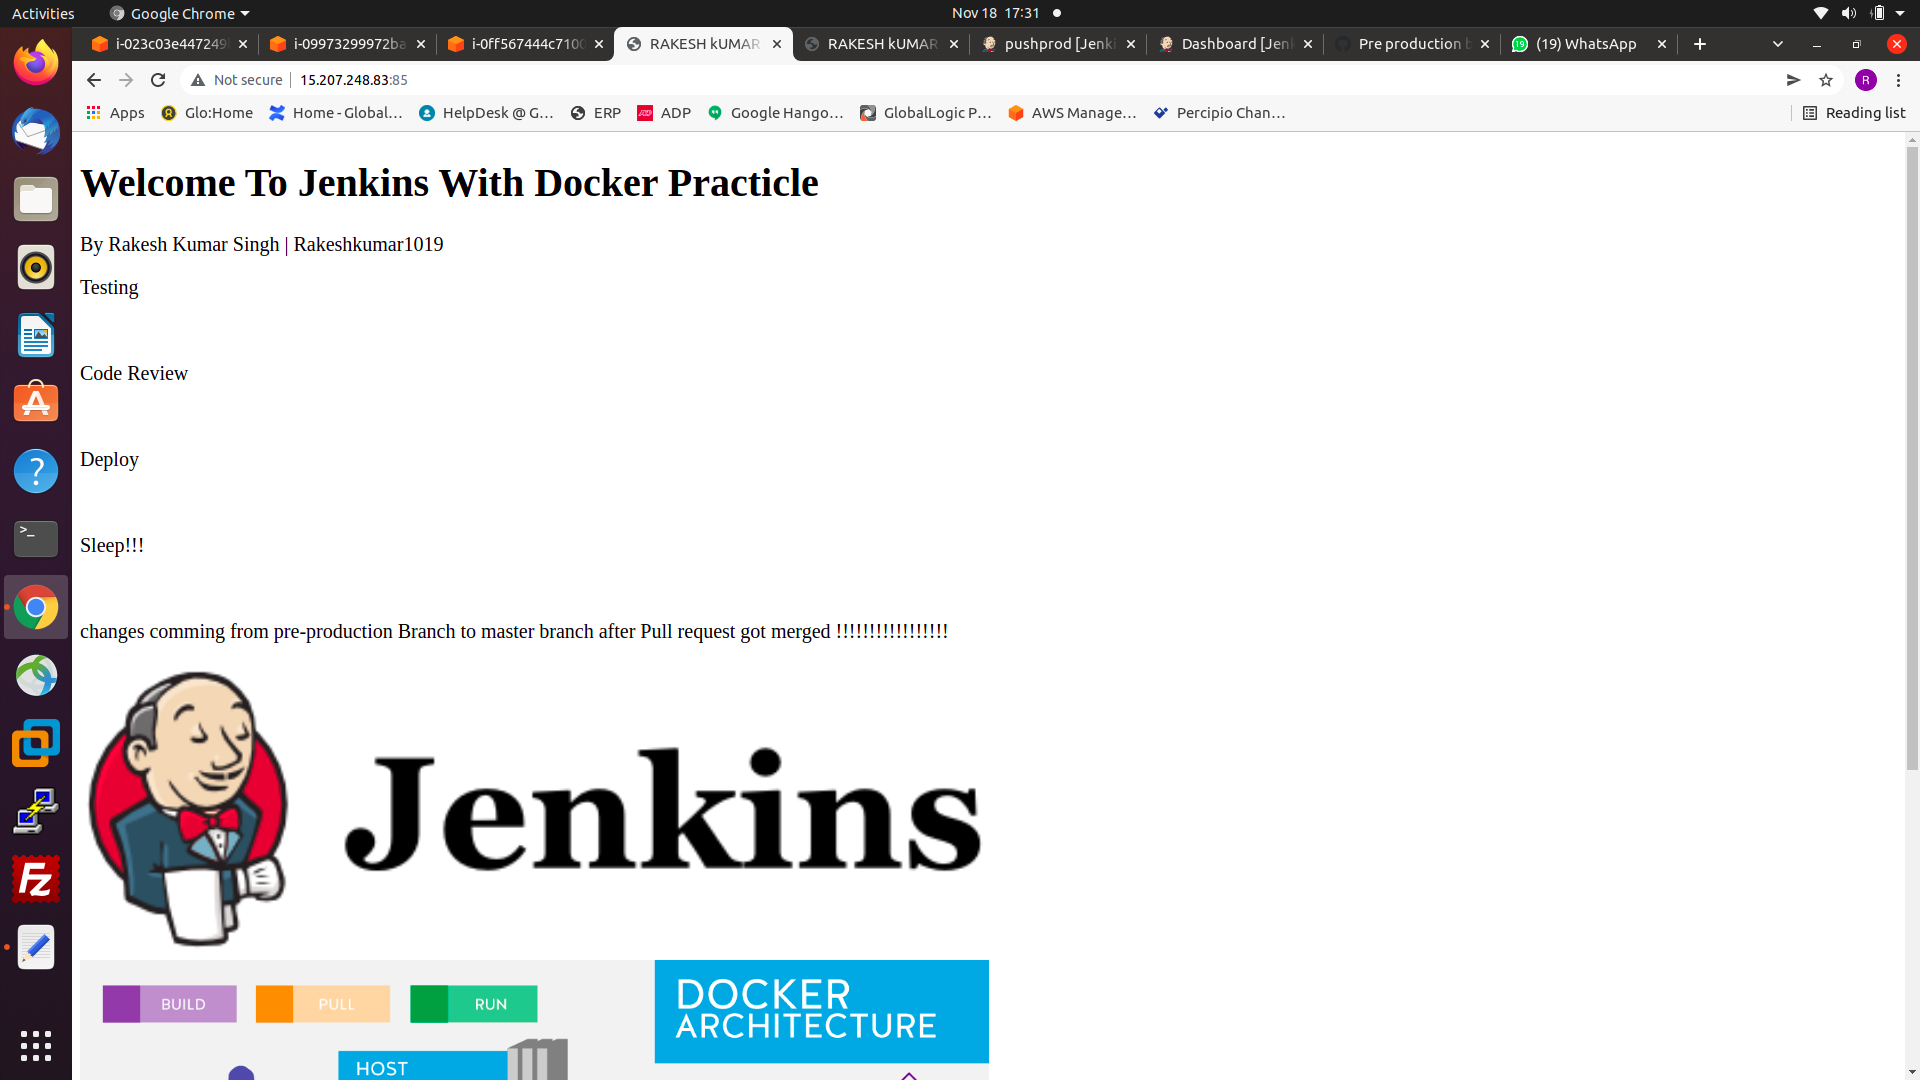 Activities
Google Chrome
Nov 18 17:31
i-023c03e447249
i-09973299972ba
i-0ff567444c7100
RAKESH kUMAR
RAKESH kUMAR
pushprod [Jenki
Dashboard [Jenk
Pre production b
(19) WhatsApp
Not secure
15.207.248.83:85
R
Apps
Glo:Home
Home - Global...
HelpDesk @ G...
ERP
ADP
Google Hango...
GlobalLogic P...
AWS Manage...
Percipio Chan...
Reading list
Welcome To Jenkins With Docker Practicle
By Rakesh Kumar Singh | Rakeshkumar1019
Testing
Code Review
Deploy
Sleep!!!
changes comming from pre-production Branch to master branch after Pull request got merged !!!!!!!!!!!!!!!!!
Jenkins
BUILD
PULL
RUN
DOCKER
ARCHITECTURE
HOST